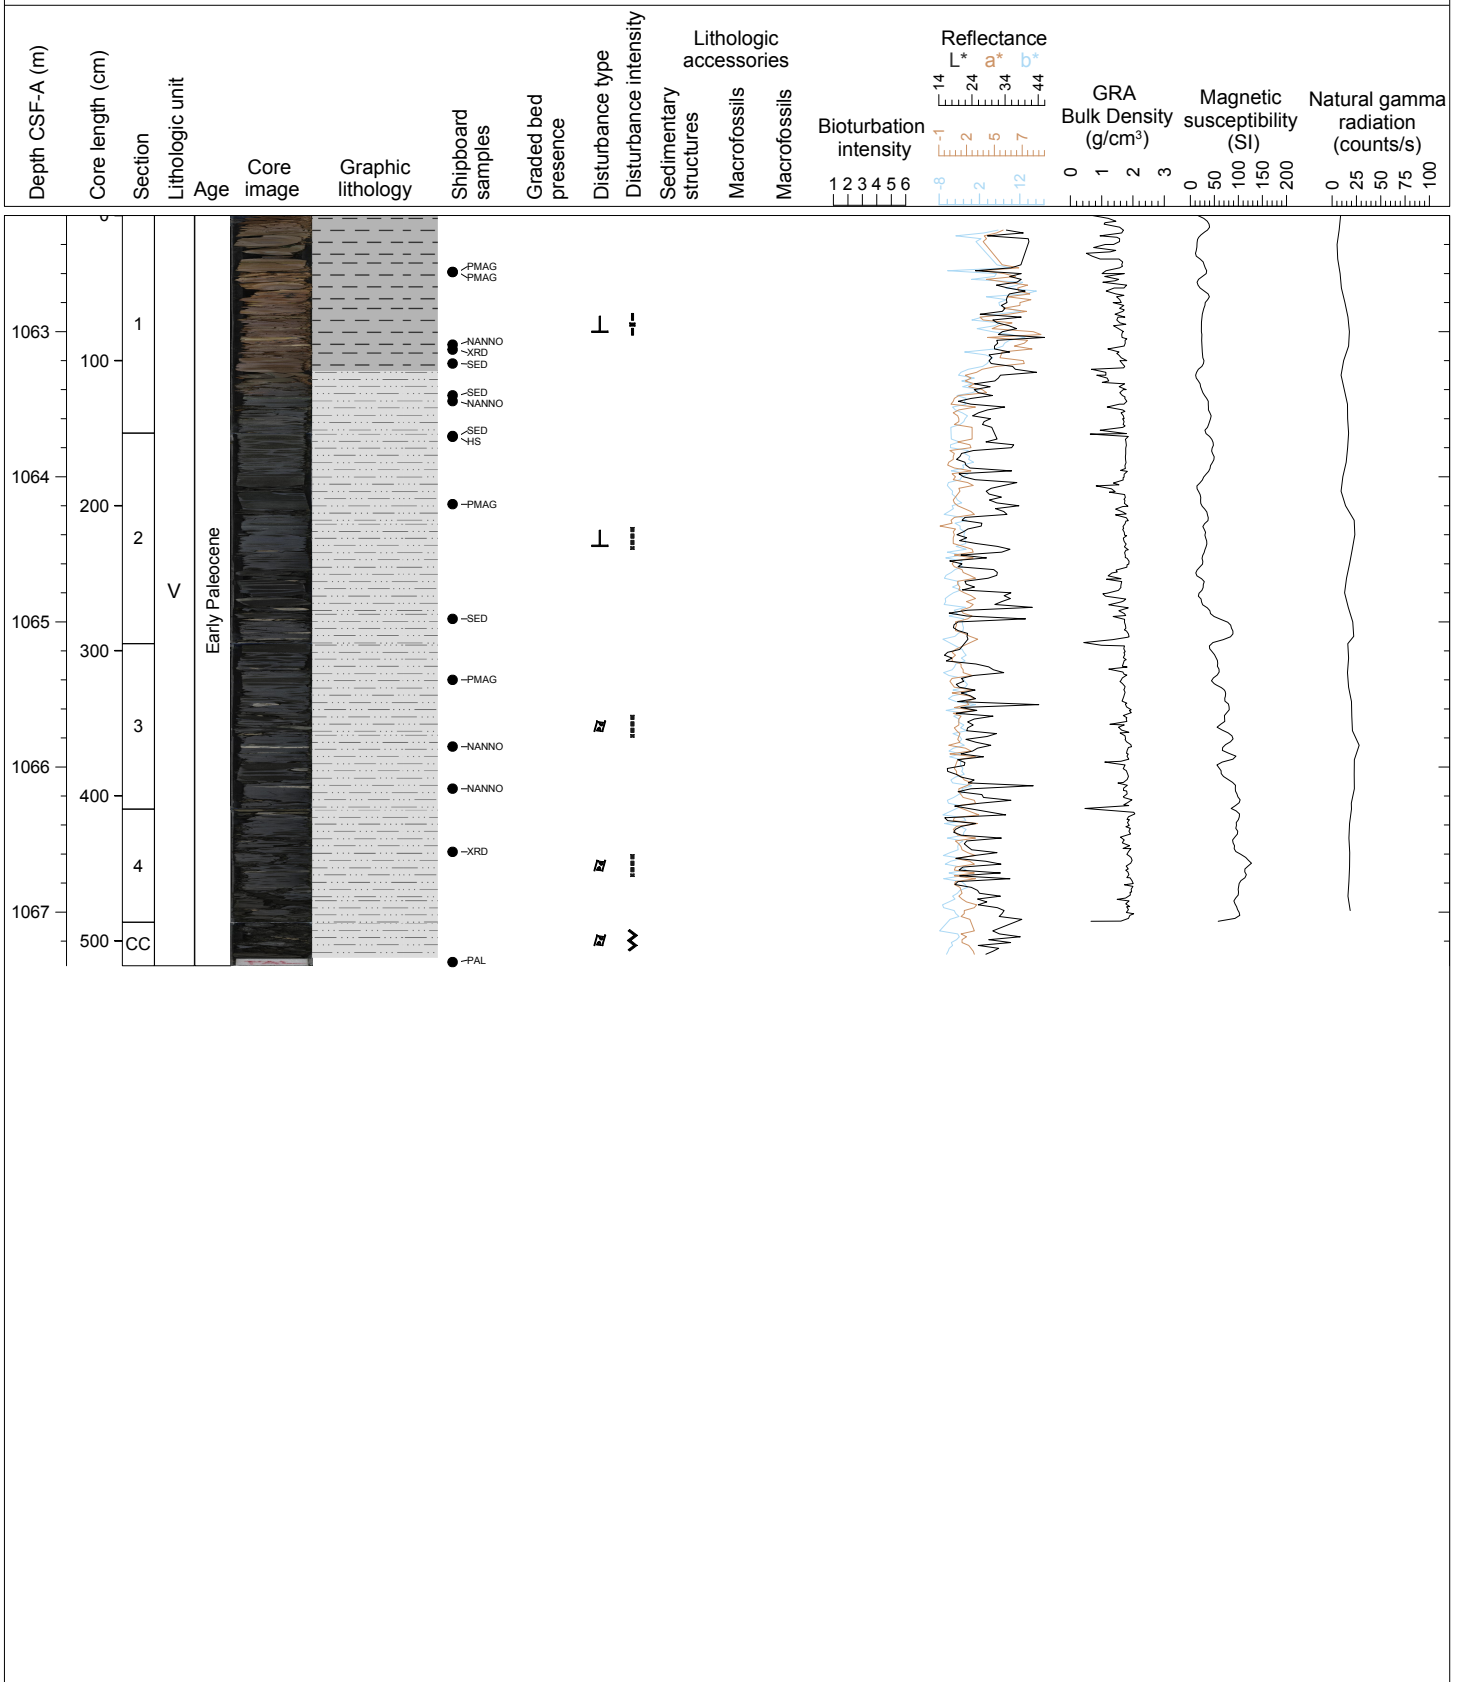 Depth CSF-A (m)
Core length (cm)
Section
Lithologic unit
Age
Core
image
Graphic
lithology
Shipboard
samples
Graded bed
presence
Disturbance type
Disturbance intensity
Lithologic
accessories
Sedimentary
structures
Macrofossils
Macrofossils
Bioturbation
intensity
1 2 3 4 5 6
Reflectance
L* a* b*
14 24 34 44
-1 2 5 7
-8 2 12
GRA
Bulk Density
(g/cm³)
0 1 2 3
Magnetic
susceptibility
(SI)
0 50 100 150 200
Natural gamma
radiation
(counts/s)
0 25 50 75 100
0
PMAG
PMAG
1063
1
NANNO
XRD
100
SED
SED
NANNO
SED
HS
1064
200
PMAG
2
V
Early Paleocene
1065
SED
300
PMAG
3
NANNO
1066
NANNO
400
4
XRD
1067
500
CC
PAL
PAL